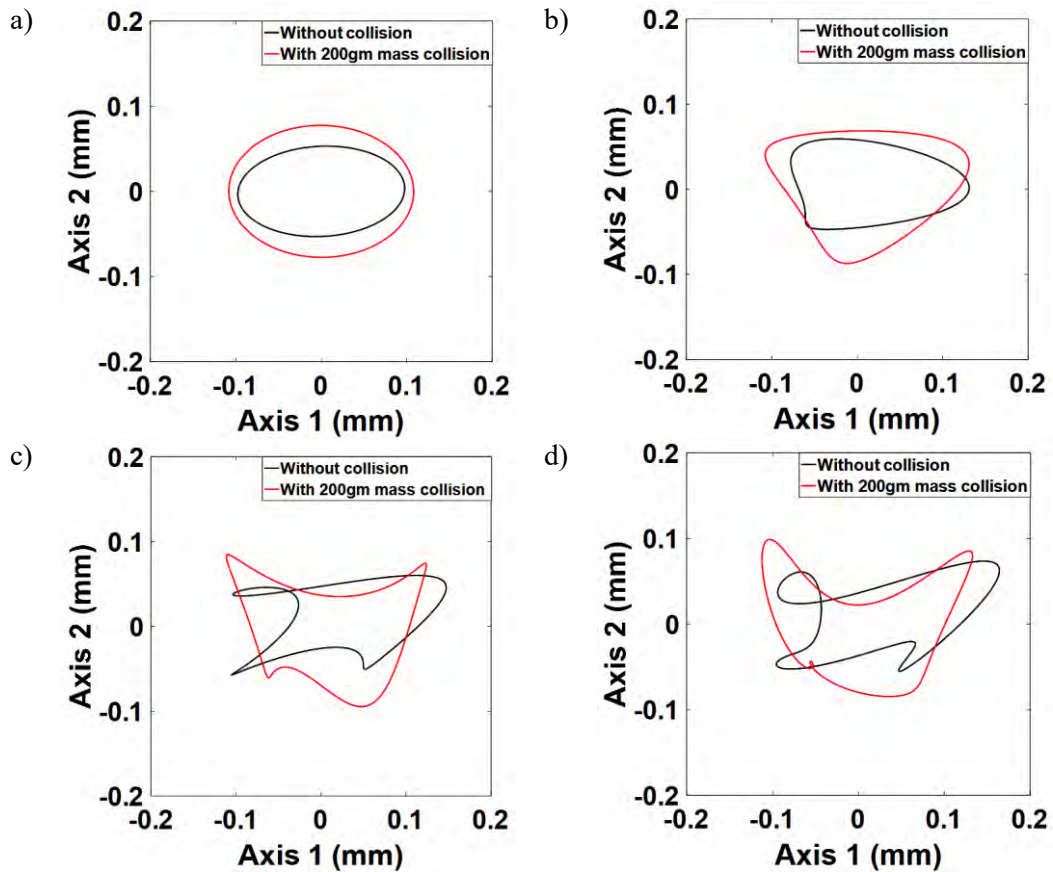 a)
Without collision
With 200gm mass collision
0.2
0.1
0
-0.1
-0.2
Axis 2 (mm)
-0.2 -0.1 0 0.1 0.2
Axis 1 (mm)
b)
Without collision
With 200gm mass collision
0.2
0.1
0
-0.1
-0.2
Axis 2 (mm)
-0.2 -0.1 0 0.1 0.2
Axis 1 (mm)
c)
Without collision
With 200gm mass collision
0.2
0.1
0
-0.1
-0.2
Axis 2 (mm)
-0.2 -0.1 0 0.1 0.2
Axis 1 (mm)
d)
Without collision
With 200gm mass collision
0.2
0.1
0
-0.1
-0.2
Axis 2 (mm)
-0.2 -0.1 0 0.1 0.2
Axis 1 (mm)